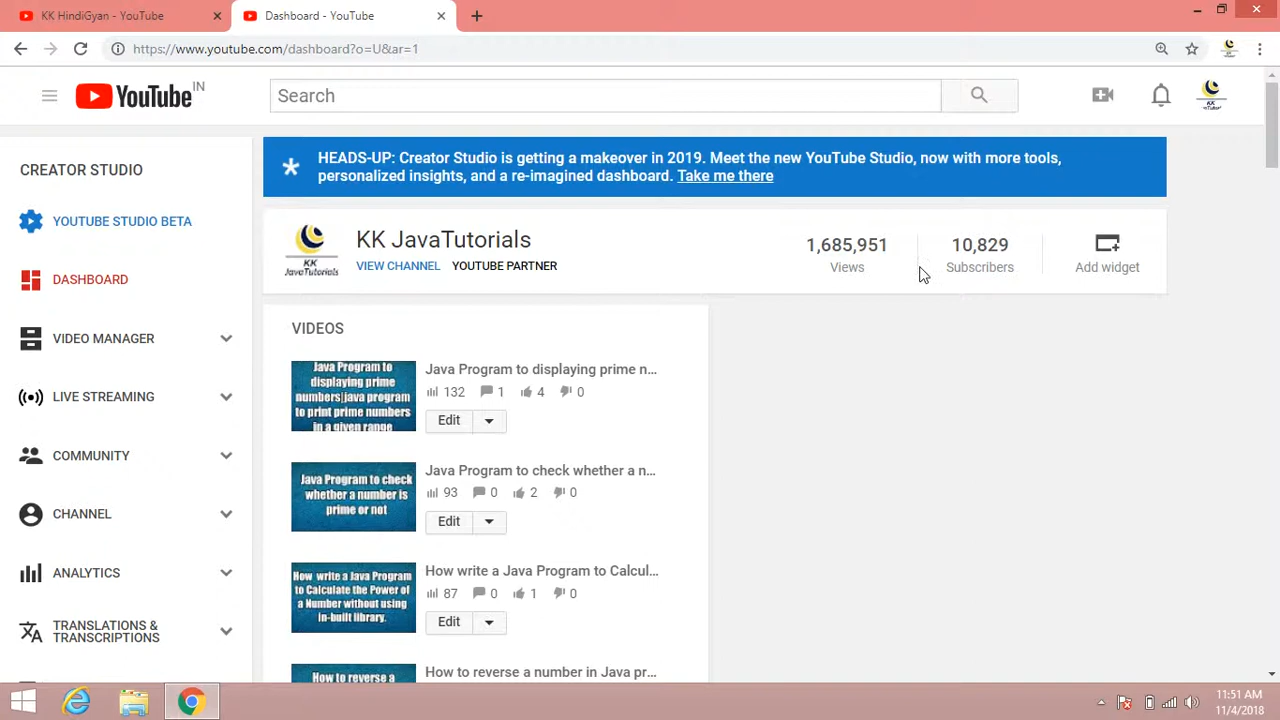 KK HindiGyan - YouTube
Dashboard - YouTube
https://www.youtube.com/dashboard?o=U&ar=1
YouTube IN
Search
CREATOR STUDIO
YOUTUBE STUDIO BETA
DASHBOARD
VIDEO MANAGER
LIVE STREAMING
COMMUNITY
CHANNEL
ANALYTICS
TRANSLATIONS &
TRANSCRIPTIONS
HEADS-UP: Creator Studio is getting a makeover in 2019. Meet the new YouTube Studio, now with more tools,
personalized insights, and a re-imagined dashboard. Take me there
KK
JavaTutorials
KK JavaTutorials
VIEW CHANNEL YOUTUBE PARTNER
1,685,951
Views
10,829
Subscribers
Add widget
VIDEOS
Java Program to
displaying prime
numbers|java program
to print prime numbers
in a given range
Java Program to displaying prime n...
132 1 4 0
Edit
Java Program to check
whether a number is
prime or not
Java Program to check whether a n...
93 0 2 0
Edit
How write a Java Program to
Calculate the Power of
a Number without using
in-built library.
How write a Java Program to Calcul...
87 0 1 0
Edit
How to reverse a
How to reverse a number in Java pr...
11:51 AM
11/4/2018